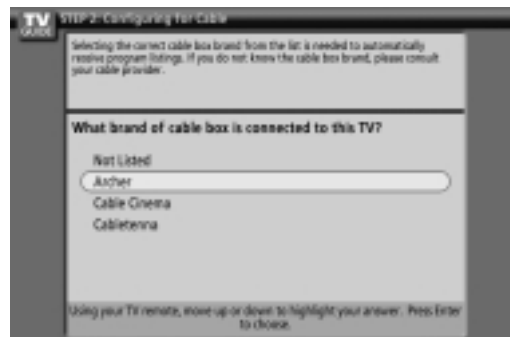 TV
GUIDE
STEP 2: Configuring for Cable
Selecting the correct cable box brand from the list is needed to automatically
receive program listings. If you do not know the cable box brand, please consult
your cable provider.
What brand of cable box is connected to this TV?
Not Listed
Archer
Cable Cinema
Cabletenna
Using your TV remote, move up or down to highlight your answer. Press Enter
to choose.